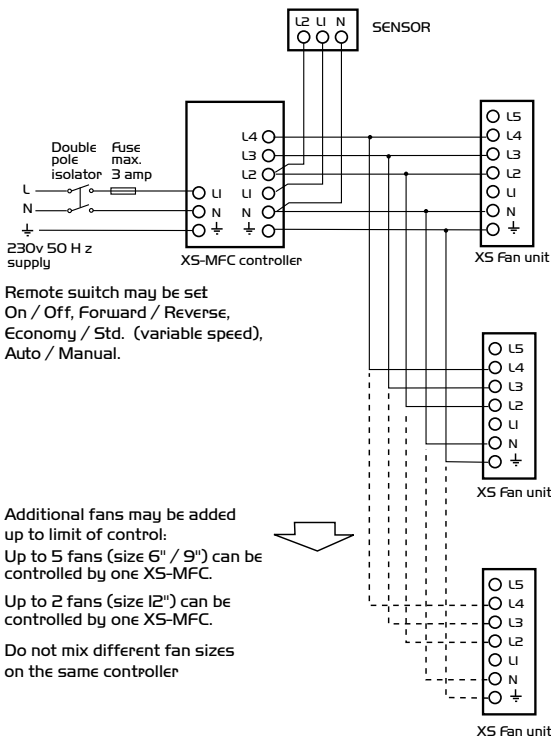 L2 L1 N
SENSOR
Double
pole
isolator
Fuse
max.
3 amp
L
N
230v 50 H z
supply
L1
N
L4
L3
L2
L1
N
XS-MFC controller
L5
L4
L3
L2
L1
N
XS Fan unit
Remote switch may be set
On / Off, Forward / Reverse,
Economy / Std. (variable speed),
Auto / Manual.
L5
L4
L3
L2
L1
N
XS Fan unit
Additional fans may be added
up to limit of control:
Up to 5 fans (size 6" / 9") can be
controlled by one XS-MFC.
Up to 2 fans (size 12") can be
controlled by one XS-MFC.
Do not mix different fan sizes
on the same controller
L5
L4
L3
L2
L1
N
XS Fan unit